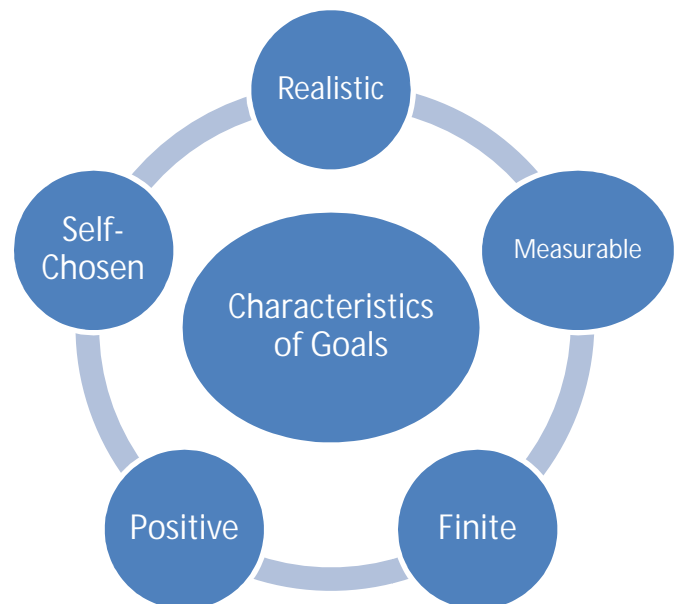 Realistic
Self-
Chosen
Measurable
Characteristics
of Goals
Positive
Finite